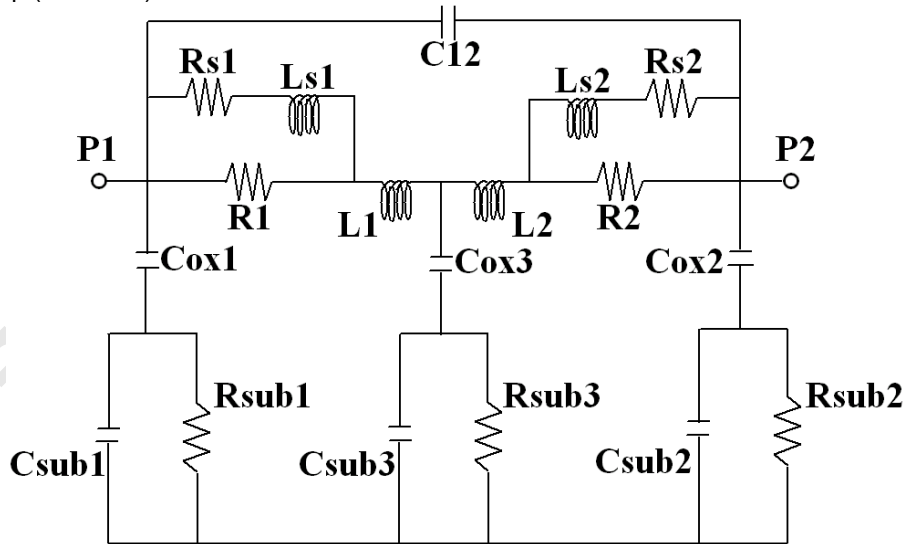 C12
Rs1
Ls1
Ls2
Rs2
P1
P2
R1
L1
L2
R2
Cox1
Cox3
Cox2
Rsub1
Rsub3
Rsub2
Csub1
Csub3
Csub2